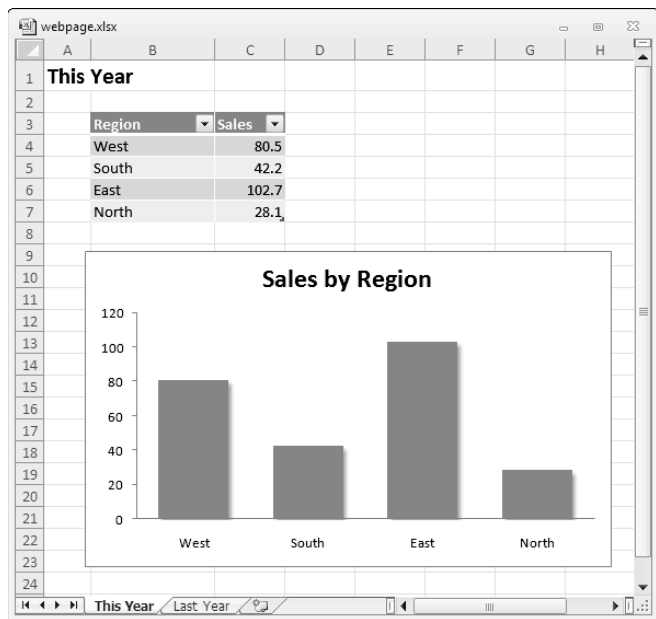 webpage.xlsx
A B C D E F G H
1 This Year
2
3 Region Sales
4 West 80.5
5 South 42.2
6 East 102.7
7 North 28.1
8
9
10 Sales by Region
11
12 120
13 100
14
15 80
16
17 60
18 40
19
20 20
21 0
22 West South East North
23
24
This Year Last Year